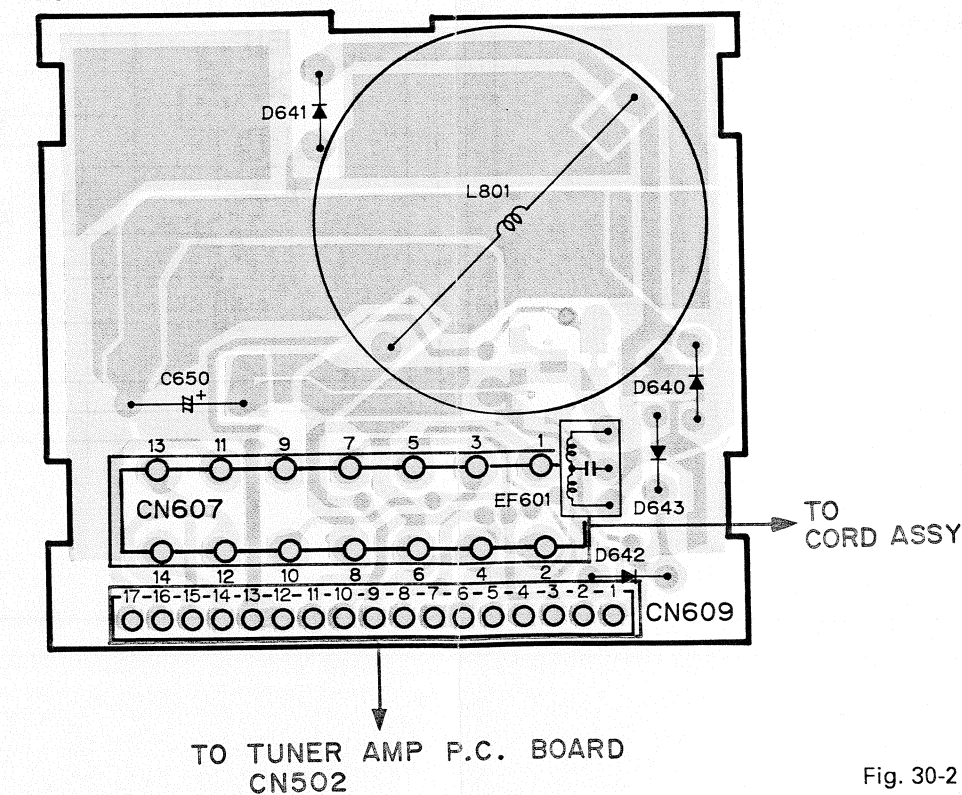 D641
L801
C650
+
D640
13 11 9 7 5 3 1
EF601
CN607
D643
TO
CORD ASSY
D642
14 12 10 8 6 4 2
17-16-15-14-13-12-11-10-9-8-7-6-5-4-3-2-1
CN609
TO TUNER AMP P.C. BOARD
CN502
Fig. 30-2